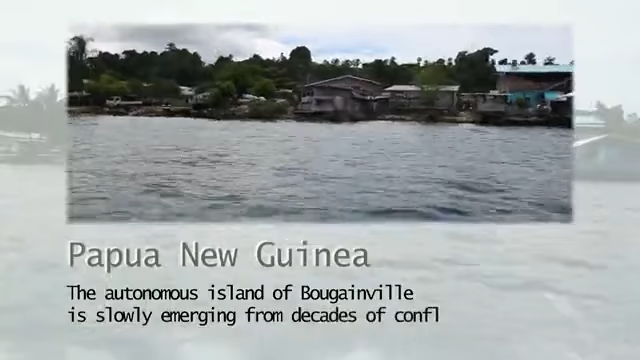 Papua New Guinea
The autonomous island of Bougainville
is slowly emerging from decades of confl